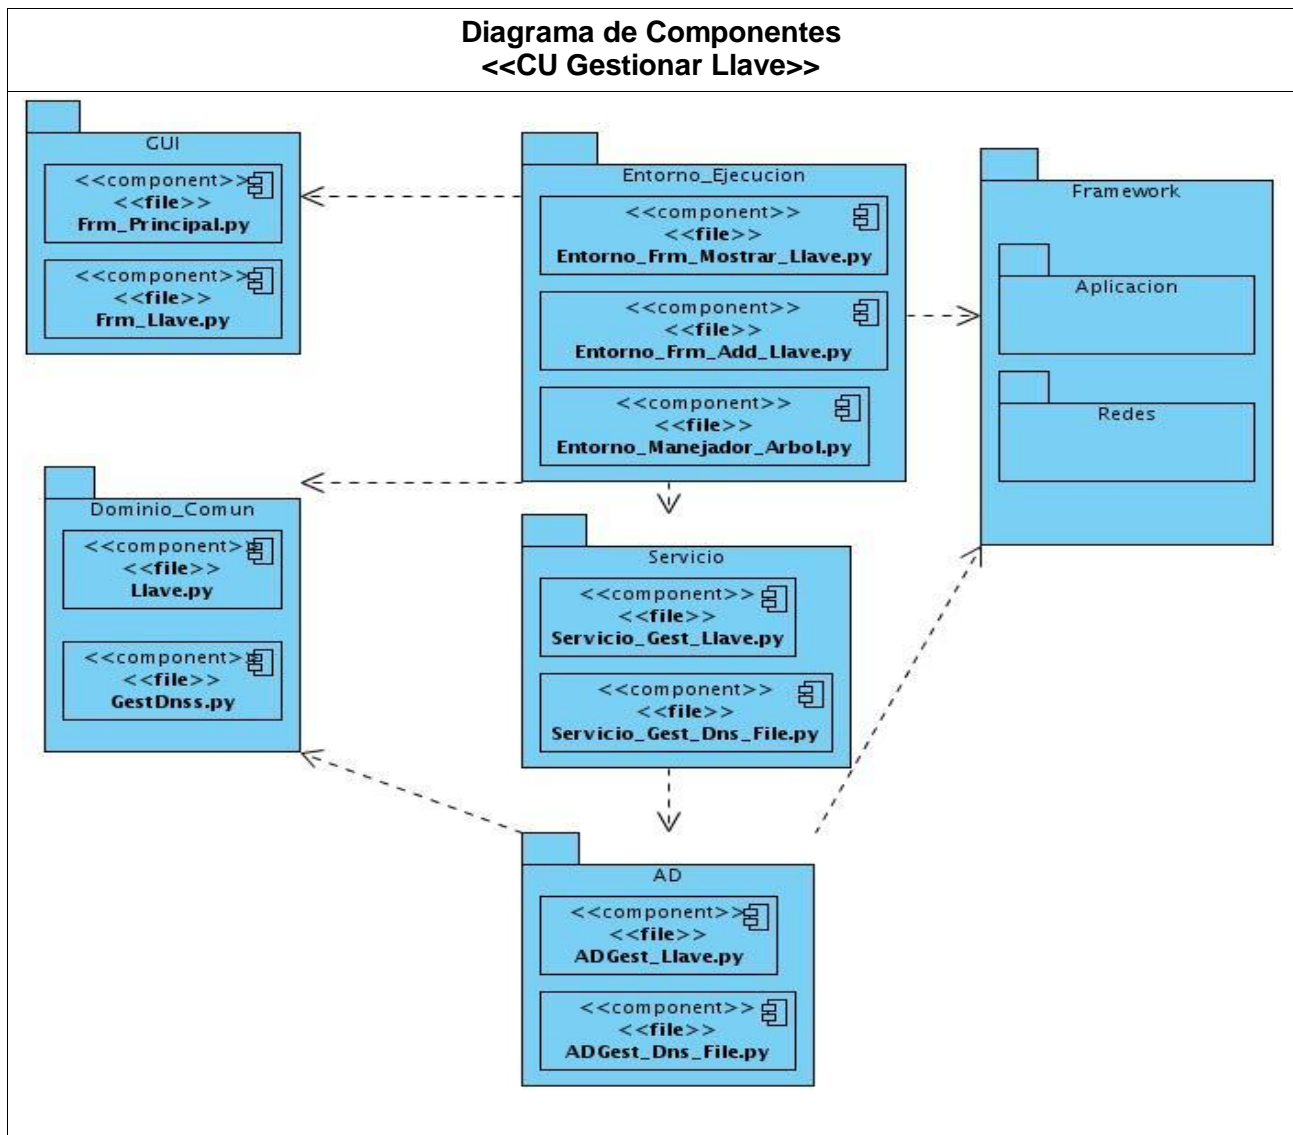 Diagrama de Componentes
<<CU Gestionar Llave>>
GUI
<<component>>
<<file>>
Frm_Principal.py
<<component>>
<<file>>
Frm_Llave.py
Entorno_Ejecucion
<<component>>
<<file>>
Entorno_Frm_Mostrar_Llave.py
<<component>>
<<file>>
Entorno_Frm_Add_Llave.py
<<component>>
<<file>>
Entorno_Manejador_Arbol.py
Framework
Aplicacion
Redes
Dominio_Comun
<<component>>
<<file>>
Llave.py
<<component>>
<<file>>
GestDnss.py
Servicio
<<component>>
<<file>>
Servicio_Gest_Llave.py
<<component>>
<<file>>
Servicio_Gest_Dns_File.py
AD
<<component>>
<<file>>
ADGest_Llave.py
<<component>>
<<file>>
ADGest_Dns_File.py